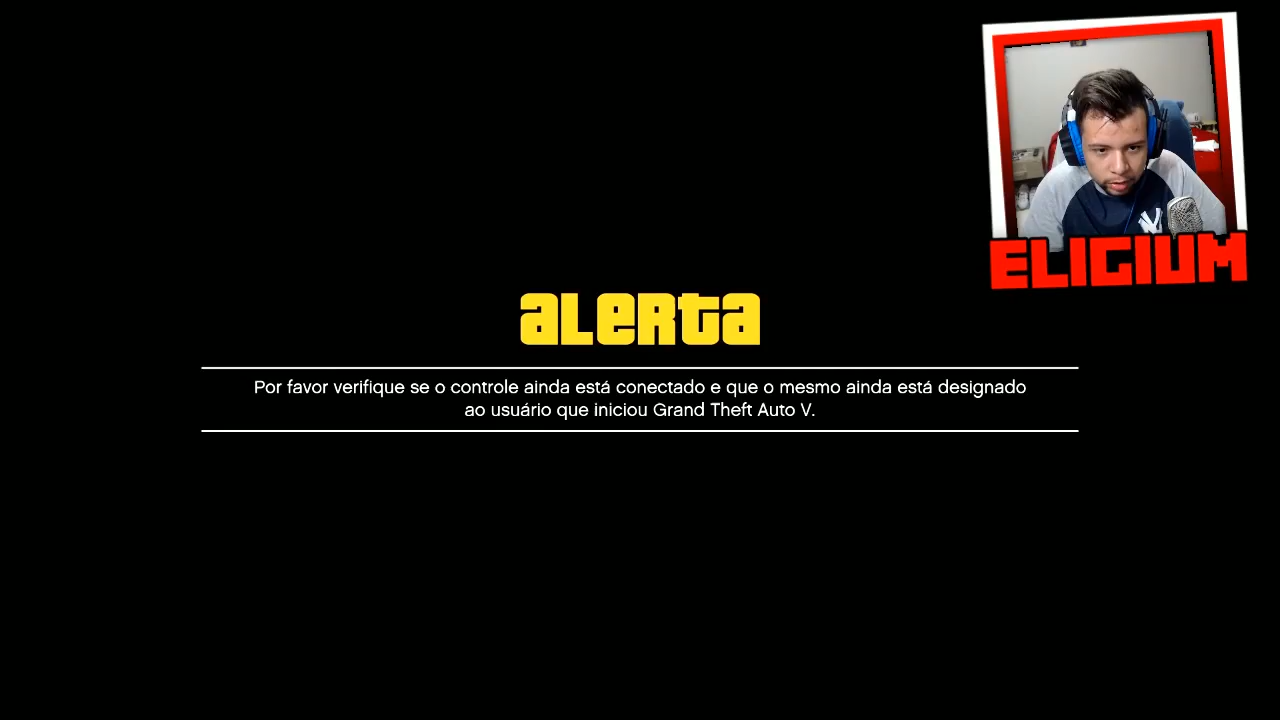 ELIGIUM
aLeRta
Por favor verifique se o controle ainda está conectado e que o mesmo ainda está designado
ao usuário que iniciou Grand Theft Auto V.